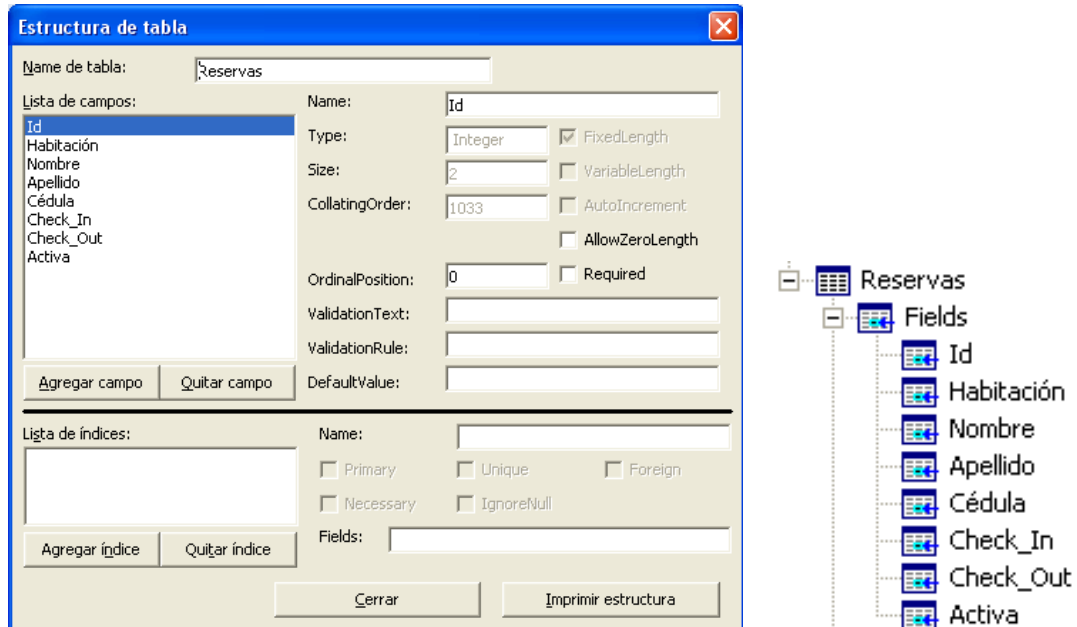 Estructura de tabla
Name de tabla: Reservas
Lista de campos:
Id
Habitación
Nombre
Apellido
Cédula
Check_In
Check_Out
Activa
Agregar campo Quitar campo
Name: Id
Type: Integer FixedLength
Size: 2 VariableLength
CollatingOrder: 1033 AutoIncrement
AllowZeroLength
OrdinalPosition: 0 Required
ValidationText:
ValidationRule:
DefaultValue:
Lista de índices:
Agregar índice Quitar índice
Name:
Primary Unique Foreign
Necessary IgnoreNull
Fields:
Cerrar Imprimir estructura
Reservas
Fields
Id
Habitación
Nombre
Apellido
Cédula
Check_In
Check_Out
Activa